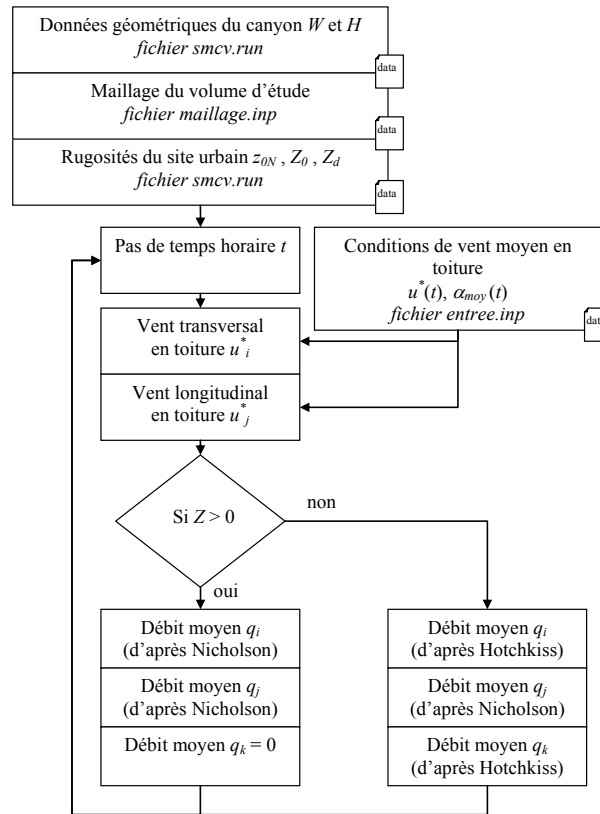 Données géométriques du canyon W et H
fichier smcv.run
data
Maillage du volume d'étude
fichier maillage.inp
data
Rugosités du site urbain z0N , Z0 , Zd
fichier smcv.run
data
Pas de temps horaire t
Conditions de vent moyen en
toiture
u*(t), αmoy(t)
fichier entree.inp
dat
Vent transversal
en toiture u*i
Vent longitudinal
en toiture u*j
Si Z > 0
non
oui
Débit moyen qi
(d'après Nicholson)
Débit moyen qj
(d'après Nicholson)
Débit moyen qk = 0
Débit moyen qi
(d'après Hotchkiss)
Débit moyen qj
(d'après Nicholson)
Débit moyen qk
(d'après Hotchkiss)